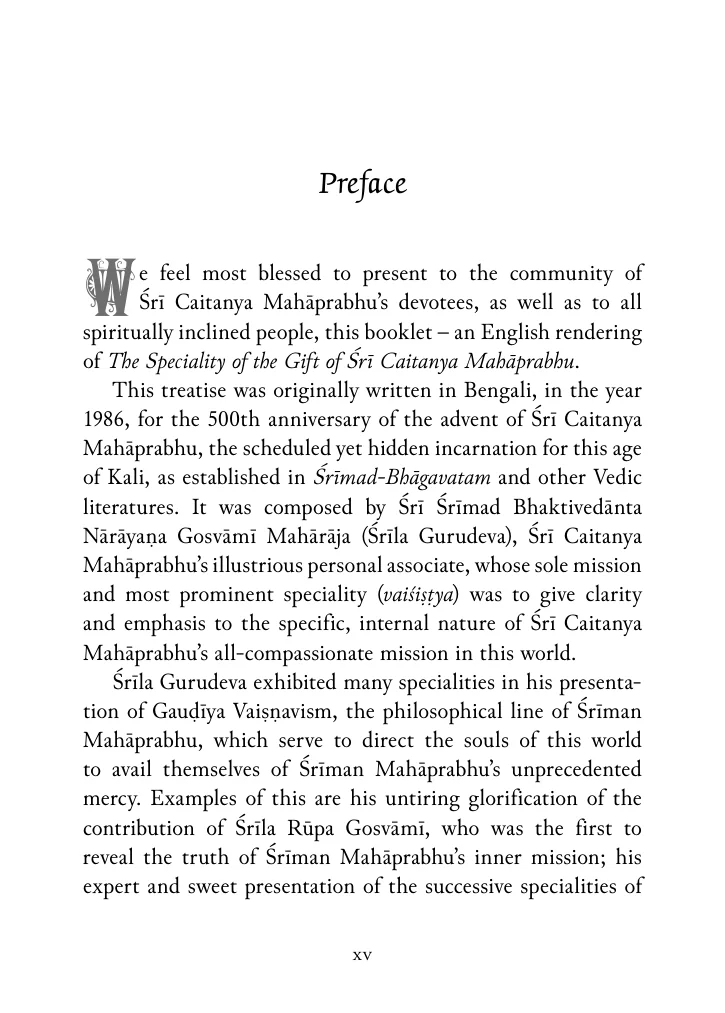 Preface
We feel most blessed to present to the community of
Śrī Caitanya Mahāprabhu’s devotees, as well as to all
spiritually inclined people, this booklet – an English rendering
of The Speciality of the Gift of Śrī Caitanya Mahāprabhu.
This treatise was originally written in Bengali, in the year
1986, for the 500th anniversary of the advent of Śrī Caitanya
Mahāprabhu, the scheduled yet hidden incarnation for this age
of Kali, as established in Śrīmad-Bhāgavatam and other Vedic
literatures. It was composed by Śrī Śrīmad Bhaktivedānta
Nārāyaṇa Gosvāmī Mahārāja (Śrīla Gurudeva), Śrī Caitanya
Mahāprabhu’s illustrious personal associate, whose sole mission
and most prominent speciality (vaiśiṣṭya) was to give clarity
and emphasis to the specific, internal nature of Śrī Caitanya
Mahāprabhu’s all-compassionate mission in this world.
Śrīla Gurudeva exhibited many specialities in his presenta-
tion of Gauḍīya Vaiṣṇavism, the philosophical line of Śrīman
Mahāprabhu, which serve to direct the souls of this world
to avail themselves of Śrīman Mahāprabhu’s unprecedented
mercy. Examples of this are his untiring glorification of the
contribution of Śrīla Rūpa Gosvāmī, who was the first to
reveal the truth of Śrīman Mahāprabhu’s inner mission; his
expert and sweet presentation of the successive specialities of
xv